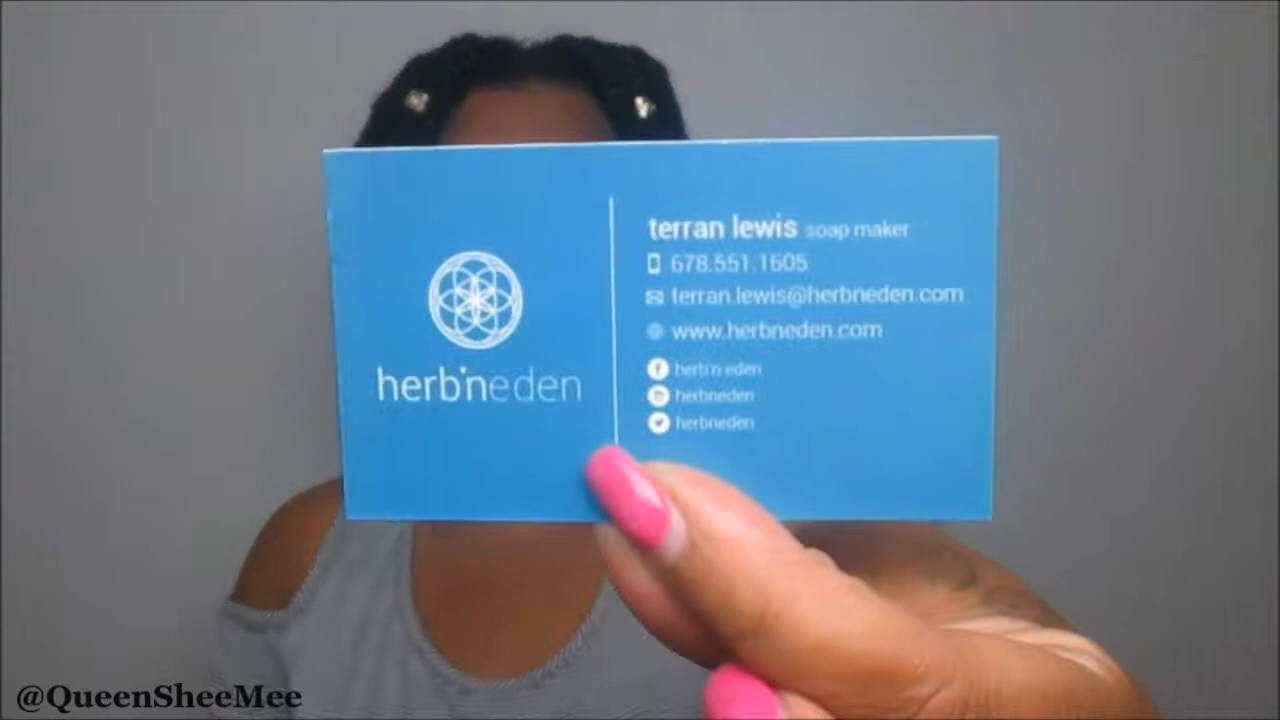 herb'neden
terran lewis soap maker
678.551.1605
terran.lewis@herbneden.com
www.herbneden.com
herb'n eden
herbneden
herbneden
@QueenSheeMee